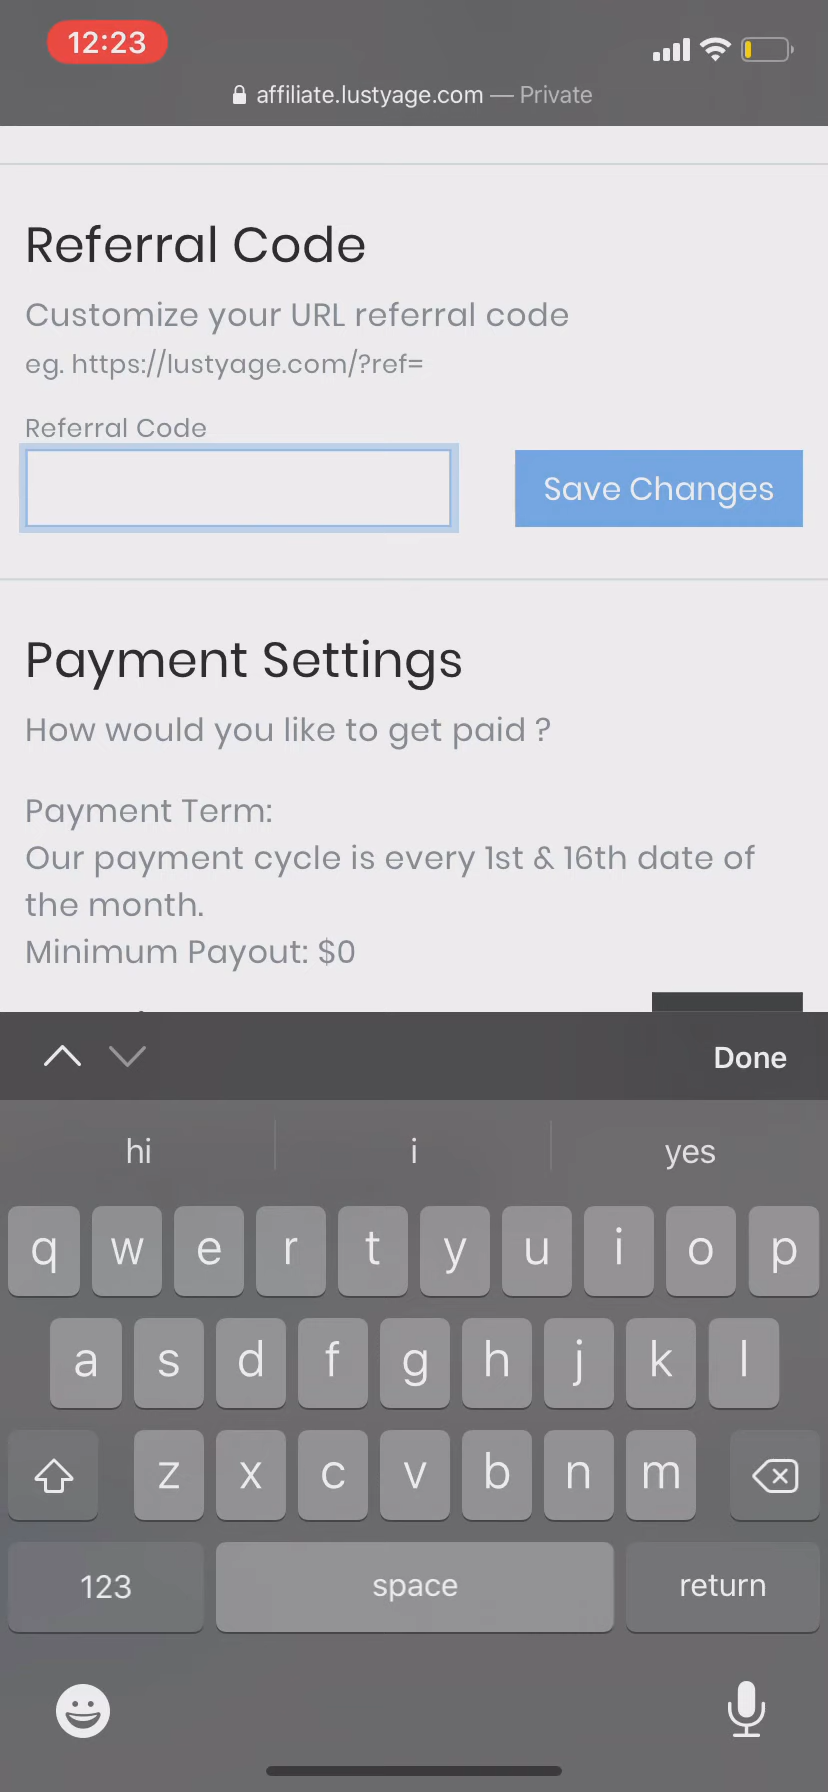 12:23
affiliate.lustyage.com — Private
Referral Code
Customize your URL referral code
eg. https://lustyage.com/?ref=
Referral Code
Save Changes
Payment Settings
How would you like to get paid ?
Payment Term:
Our payment cycle is every 1st & 16th date of
the month.
Minimum Payout: $0
Done
hi i yes
q w e r t y u i o p
a s d f g h j k l
z x c v b n m
123 space return